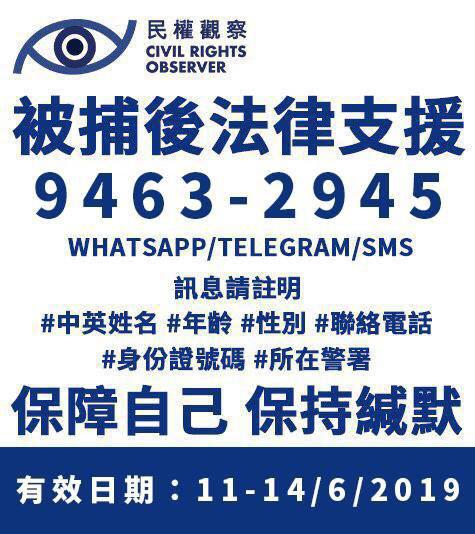 民權觀察
CIVIL RIGHTS
OBSERVER
被捕後法律支援
9463-2945
WHATSAPP/TELEGRAM/SMS
訊息請註明
#中英姓名 #年齡 #性別 #聯絡電話
#身份證號碼 #所在警署
保障自己 保持緘默
有效日期：11-14/6/2019